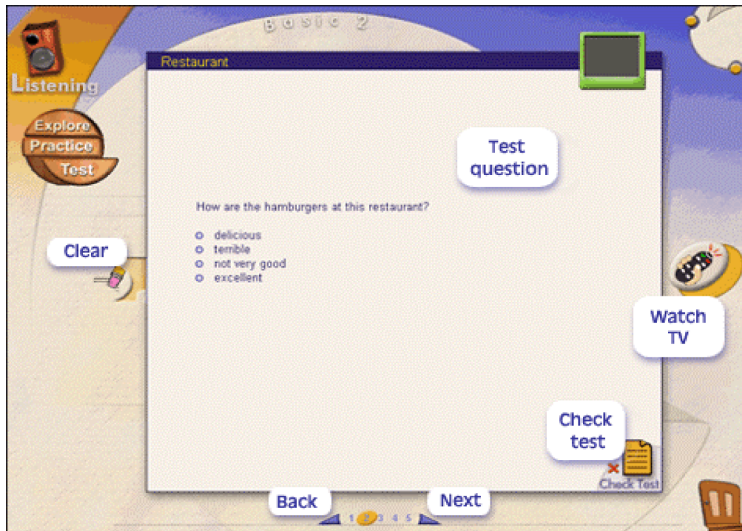 Basic 2
Restaurant
Listening
Explore
Practice
Test
Test
question
How are the hamburgers at this restaurant?
delicious
terrible
not very good
excellent
Clear
Watch
TV
Check
test
Check Test
Back
Next
1 2 3 4 5